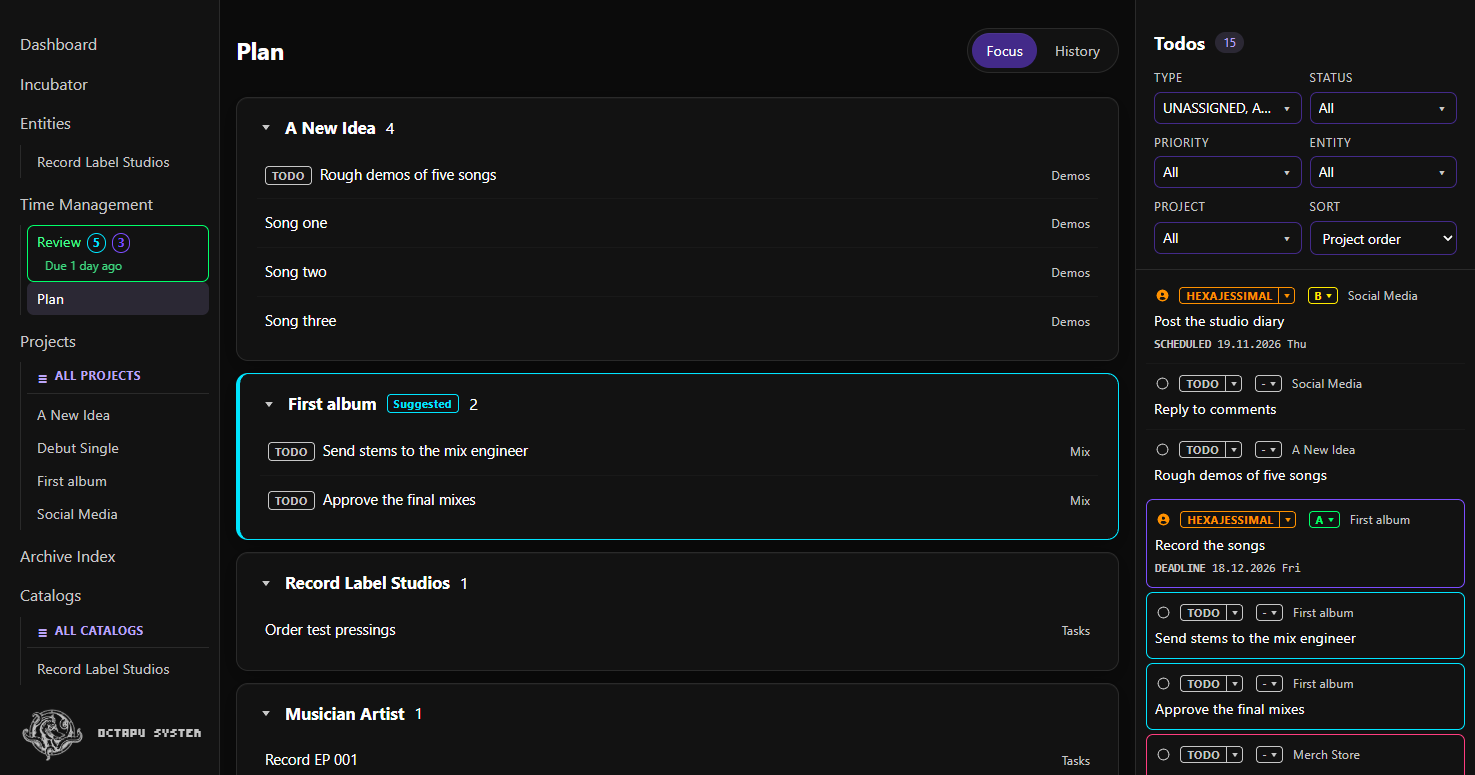 Dashboard
Incubator
Entities
Record Label Studios
Time Management
Review 5 3
Due 1 day ago
Plan
Projects
ALL PROJECTS
A New Idea
Debut Single
First album
Social Media
Archive Index
Catalogs
ALL CATALOGS
Record Label Studios
OCTAPU SYSTEM
Plan
Focus History
A New Idea 4
TODO Rough demos of five songs Demos
Song one Demos
Song two Demos
Song three Demos
First album Suggested 2
TODO Send stems to the mix engineer Mix
TODO Approve the final mixes Mix
Record Label Studios 1
Order test pressings Tasks
Musician Artist 1
Record EP 001 Tasks
Todos 15
TYPE STATUS
UNASSIGNED, A... All
PRIORITY ENTITY
All All
PROJECT SORT
All Project order
HEXAJESSIMAL B Social Media
Post the studio diary
SCHEDULED 19.11.2026 Thu
TODO - Social Media
Reply to comments
TODO - A New Idea
Rough demos of five songs
HEXAJESSIMAL A First album
Record the songs
DEADLINE 18.12.2026 Fri
TODO - First album
Send stems to the mix engineer
TODO - First album
Approve the final mixes
TODO - Merch Store